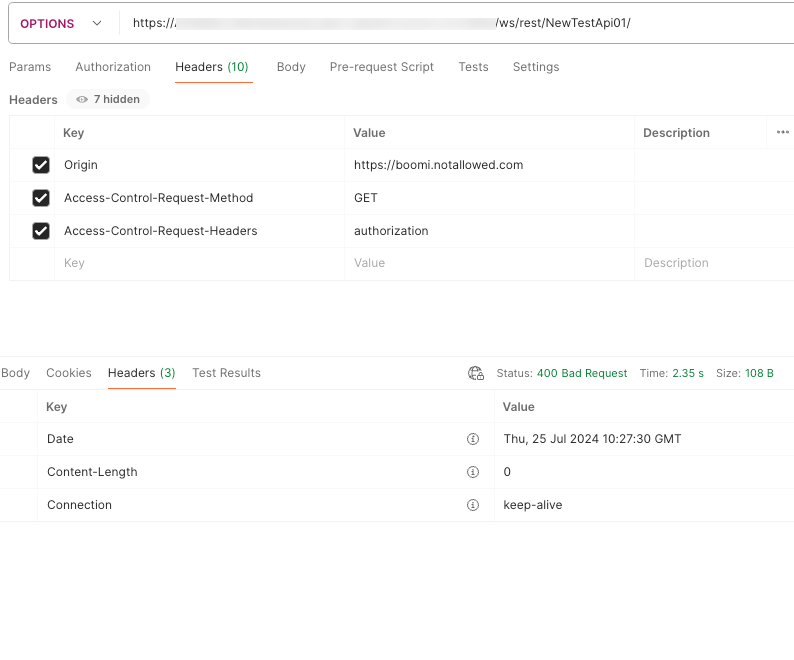 OPTIONS https:// /ws/rest/NewTestApi01/
Params Authorization Headers (10) Body Pre-request Script Tests Settings
Headers 7 hidden
Key Value Description ...
Origin https://boomi.notallowed.com
Access-Control-Request-Method GET
Access-Control-Request-Headers authorization
Key Value Description
Body Cookies Headers (3) Test Results Status: 400 Bad Request Time: 2.35 s Size: 108 B
Key Value
Date Thu, 25 Jul 2024 10:27:30 GMT
Content-Length 0
Connection keep-alive